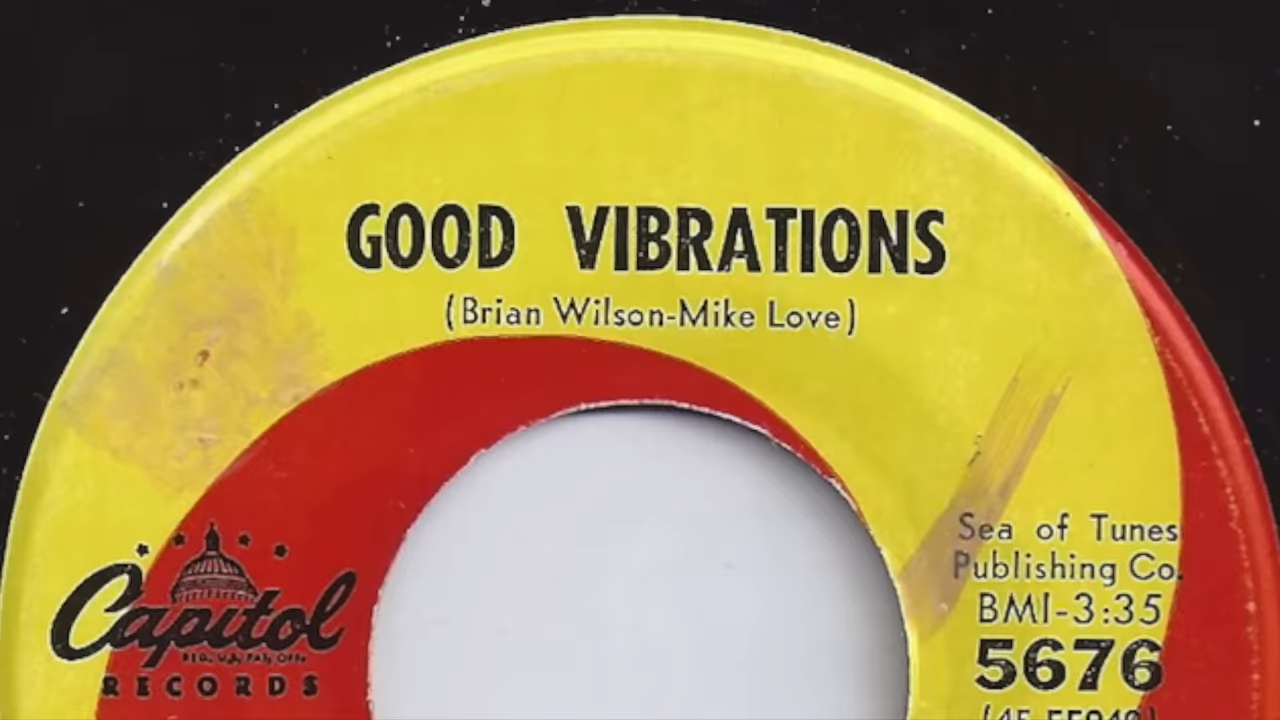 GOOD VIBRATIONS
(Brian Wilson-Mike Love)
Sea of Tunes
Publishing Co.
BMI-3:35
5676
Capitol
RECORDS